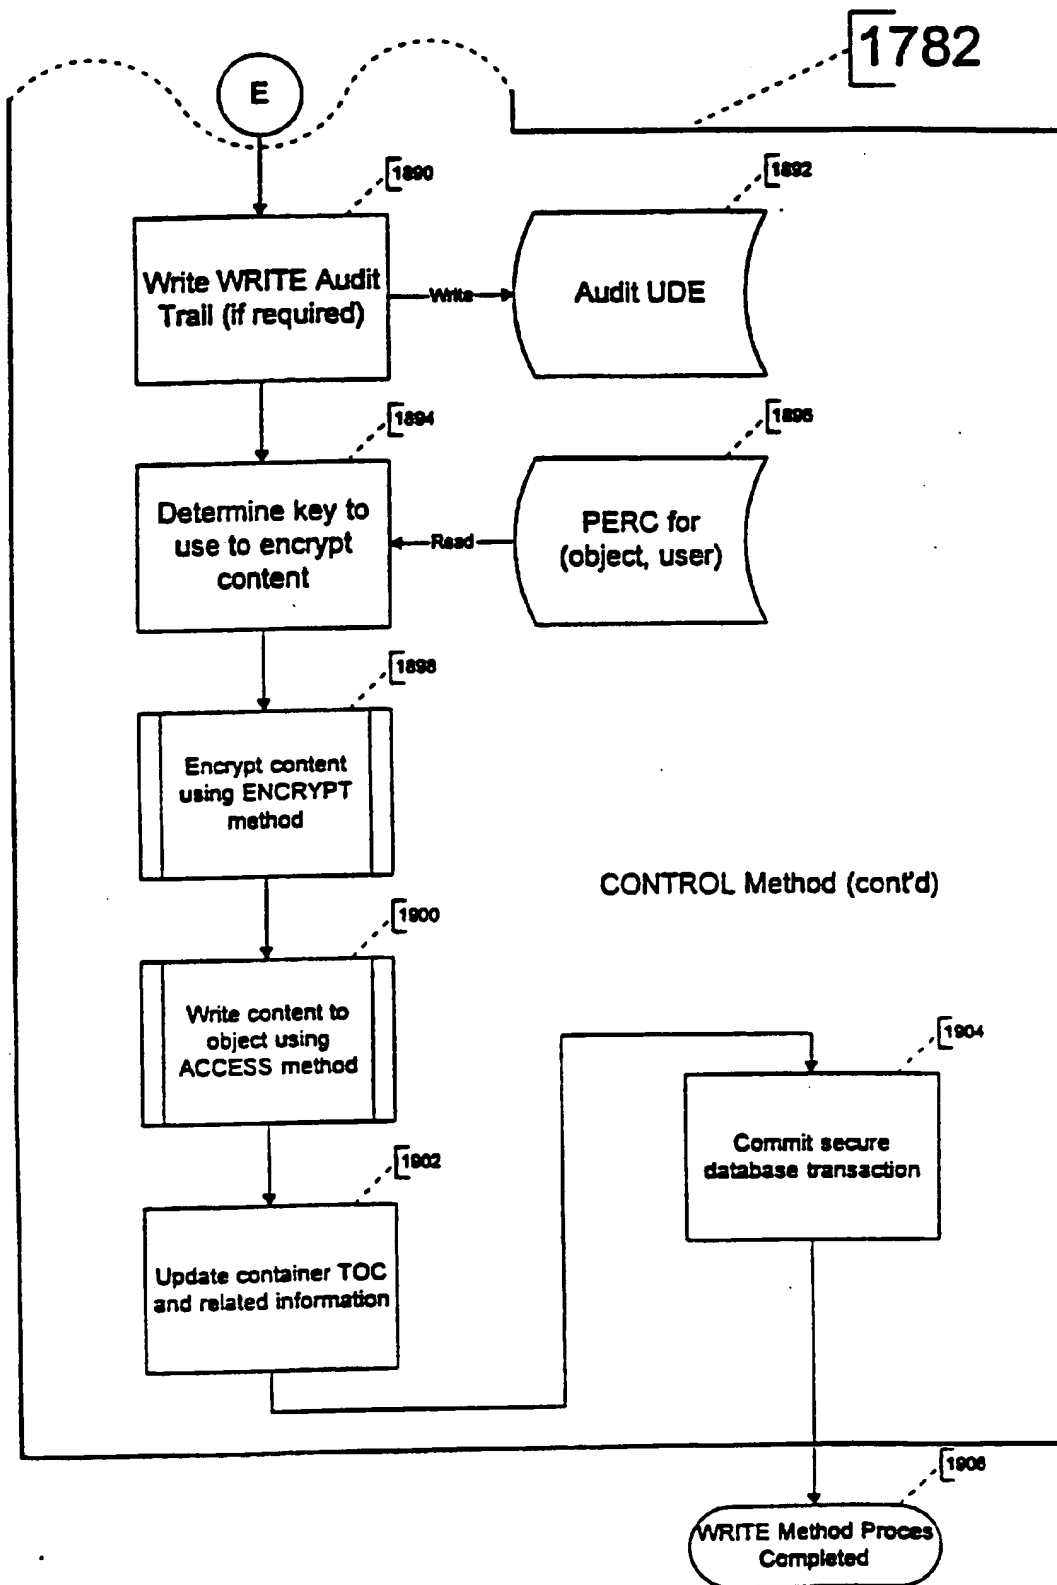 1782
E
1890
1892
Write WRITE Audit
Trail (if required)
Write
Audit UDE
1894
1896
Determine key to
use to encrypt
content
Read
PERC for
(object, user)
1898
Encrypt content
using ENCRYPT
method
CONTROL Method (cont'd)
1900
Write content to
object using
ACCESS method
1904
Commit secure
database transaction
1902
Update container TOC
and related information
1906
WRITE Method Proces
Completed